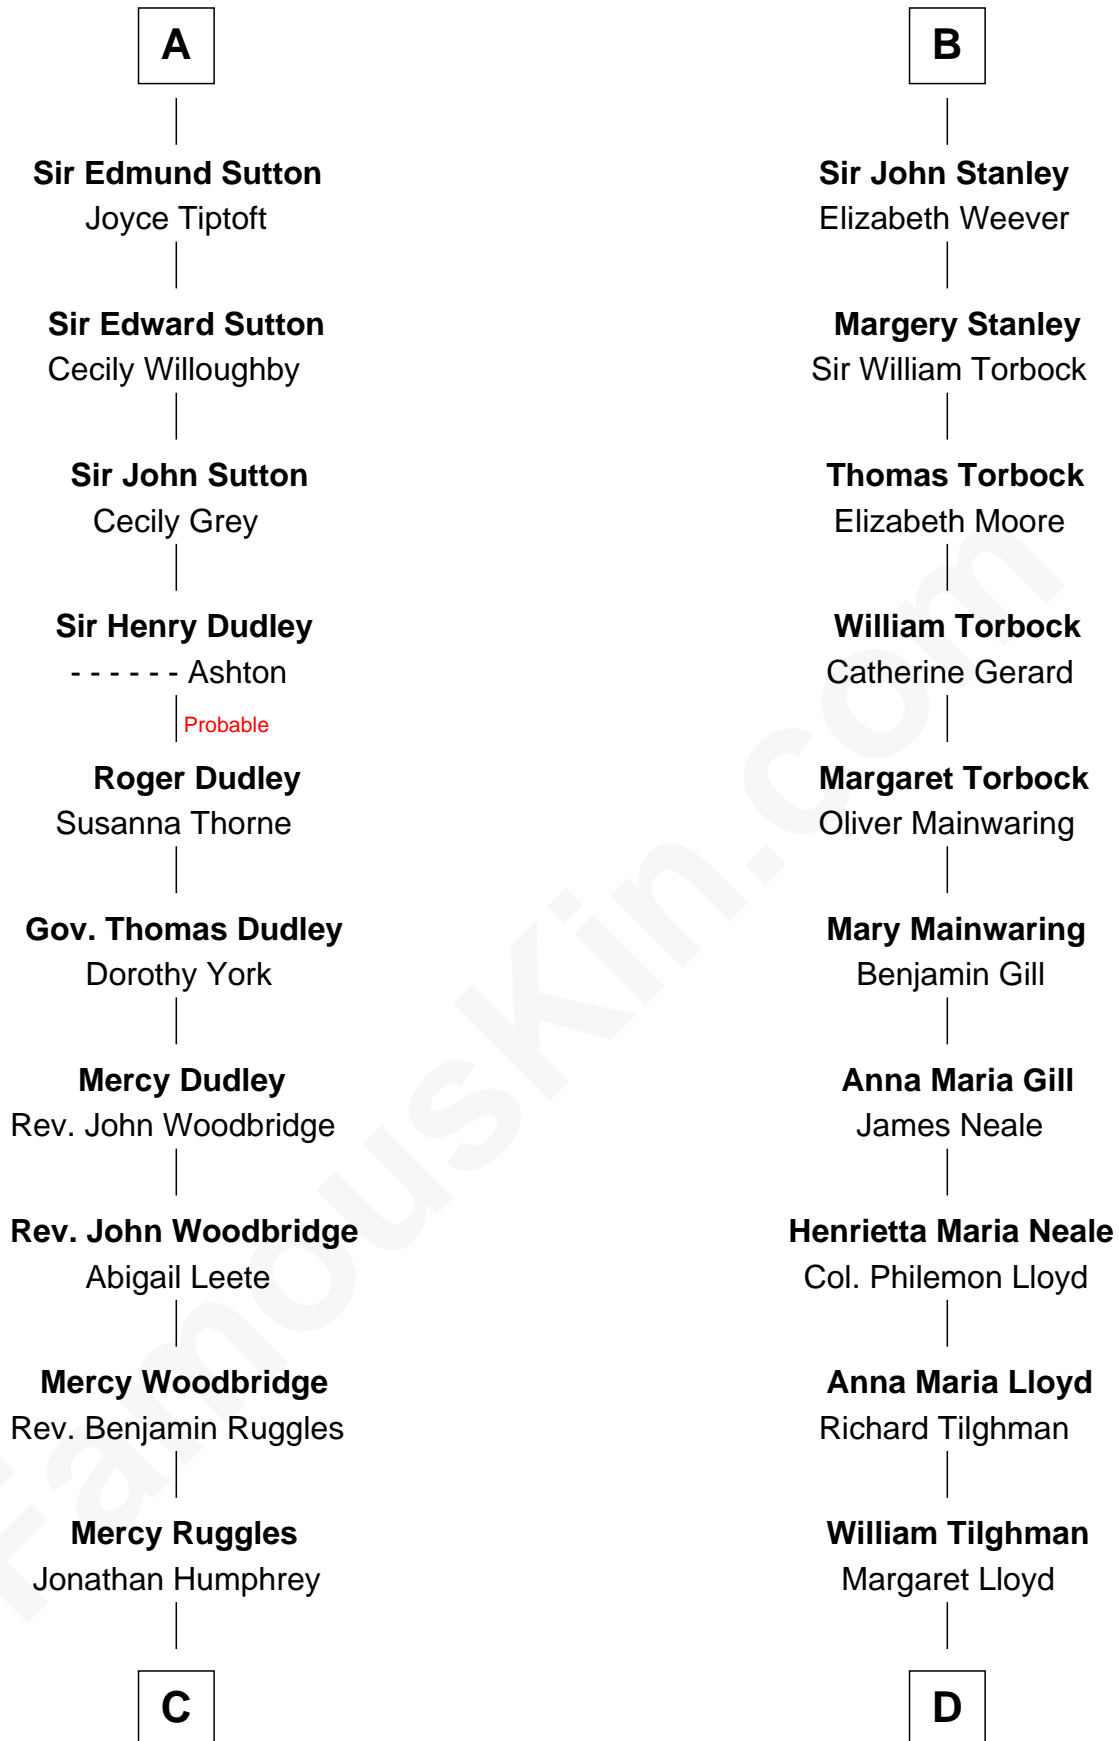 A
Sir Edmund Sutton
Joyce Tiptoft
Sir Edward Sutton
Cecily Willoughby
Sir John Sutton
Cecily Grey
Sir Henry Dudley
- - - - - - Ashton
Probable
Roger Dudley
Susanna Thorne
Gov. Thomas Dudley
Dorothy York
Mercy Dudley
Rev. John Woodbridge
Rev. John Woodbridge
Abigail Leete
Mercy Woodbridge
Rev. Benjamin Ruggles
Mercy Ruggles
Jonathan Humphrey
C
B
Sir John Stanley
Elizabeth Weever
Margery Stanley
Sir William Torbock
Thomas Torbock
Elizabeth Moore
William Torbock
Catherine Gerard
Margaret Torbock
Oliver Mainwaring
Mary Mainwaring
Benjamin Gill
Anna Maria Gill
James Neale
Henrietta Maria Neale
Col. Philemon Lloyd
Anna Maria Lloyd
Richard Tilghman
William Tilghman
Margaret Lloyd
D
FamousKin.com